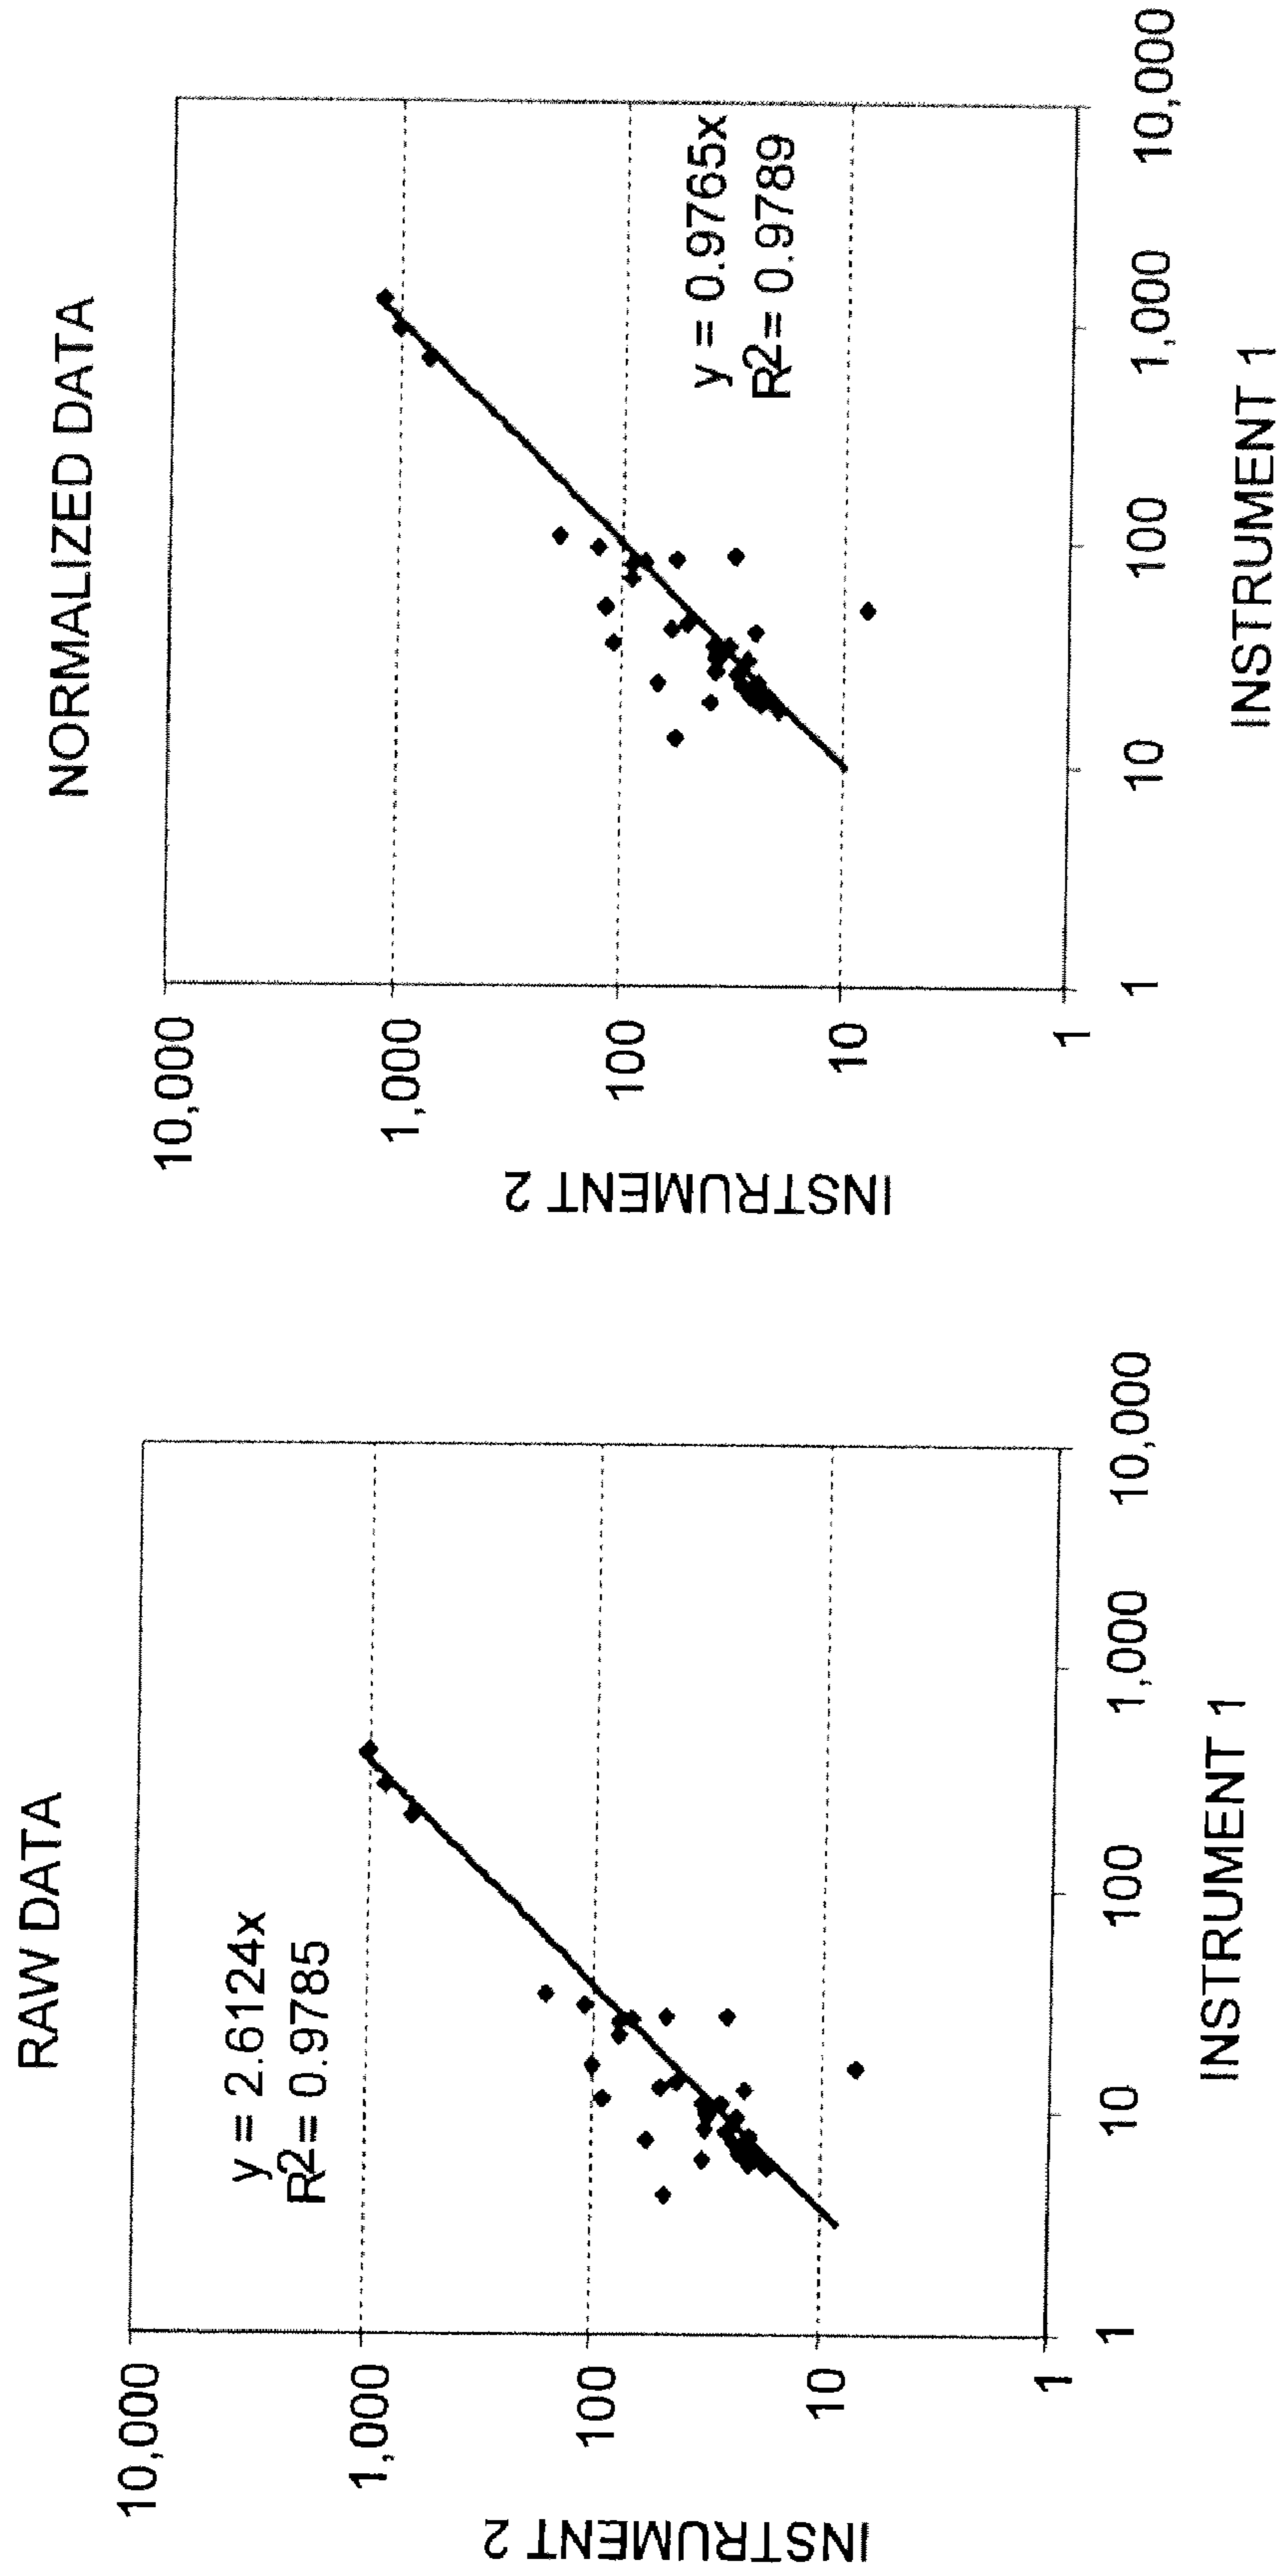 RAW DATA
10,000
1,000
100
10
1
INSTRUMENT 2
y = 2.6124x
R2= 0.9785
1
10
100
1,000
10,000
INSTRUMENT 1
NORMALIZED DATA
10,000
1,000
100
10
1
INSTRUMENT 2
y = 0.9765x
R2= 0.9789
1
10
100
1,000
10,000
INSTRUMENT 1